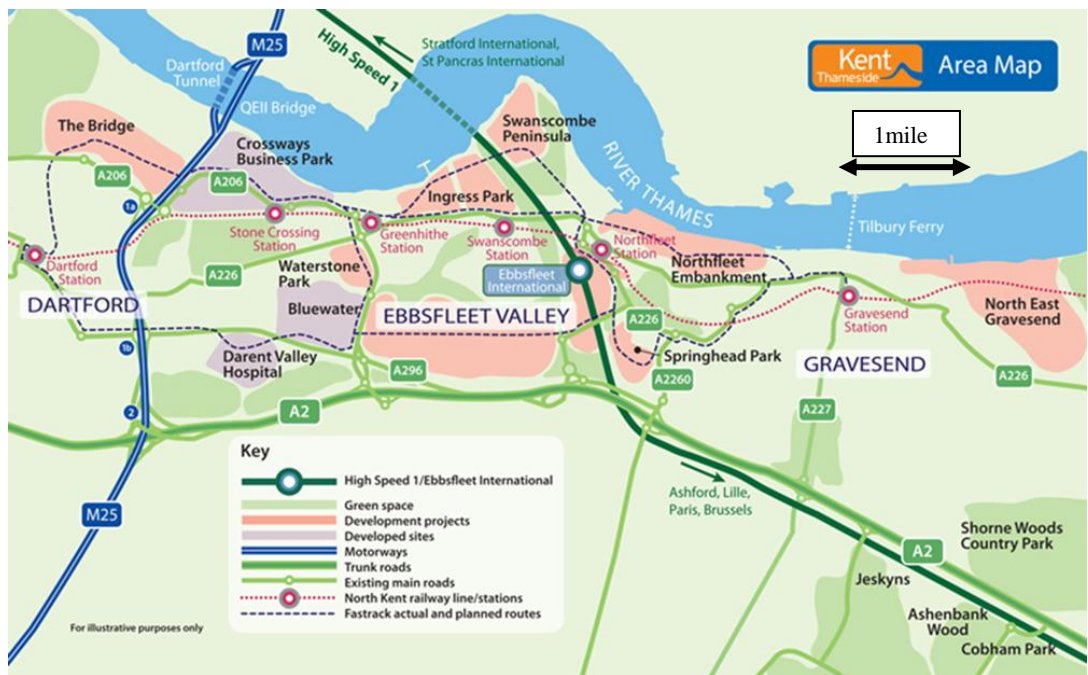 M25
High Speed 1
Stratford International,
St Pancras International
Kent
Thameside
Area Map
Dartford
Tunnel
QEII Bridge
1mile
The Bridge
Crossways
Business Park
Swanscombe
Peninsula
RIVER THAMES
A206
A206
1a
Ingress Park
Stone Crossing
Station
Greenhithe
Station
Swanscombe
Station
Northfleet
Station
Tilbury Ferry
Dartford
Station
A226
Waterstone
Park
Ebbsfleet
International
Northfleet
Embankment
DARTFORD
Bluewater
EBBSFLEET VALLEY
A226
Gravesend
Station
North East
Gravesend
1b
Darent Valley
Hospital
A296
Springhead Park
GRAVESEND
A2260
A226
2
A2
A227
Key
High Speed 1/Ebbsfleet International
Green space
Development projects
Developed sites
Motorways
Trunk roads
Existing main roads
North Kent railway line/stations
Fastrack actual and planned routes
M25
Ashford, Lille,
Paris, Brussels
Shorne Woods
Country Park
A2
Jeskyns
Ashenbank
Wood
Cobham Park
For illustrative purposes only